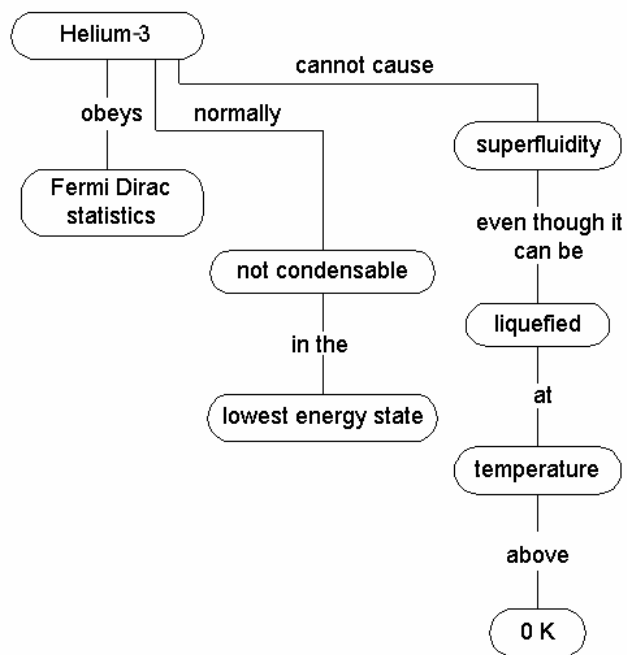 Helium-3
cannot cause
obeys
normally
superfluidity
Fermi Dirac
statistics
even though it
can be
not condensable
liquefied
in the
at
lowest energy state
temperature
above
0 K